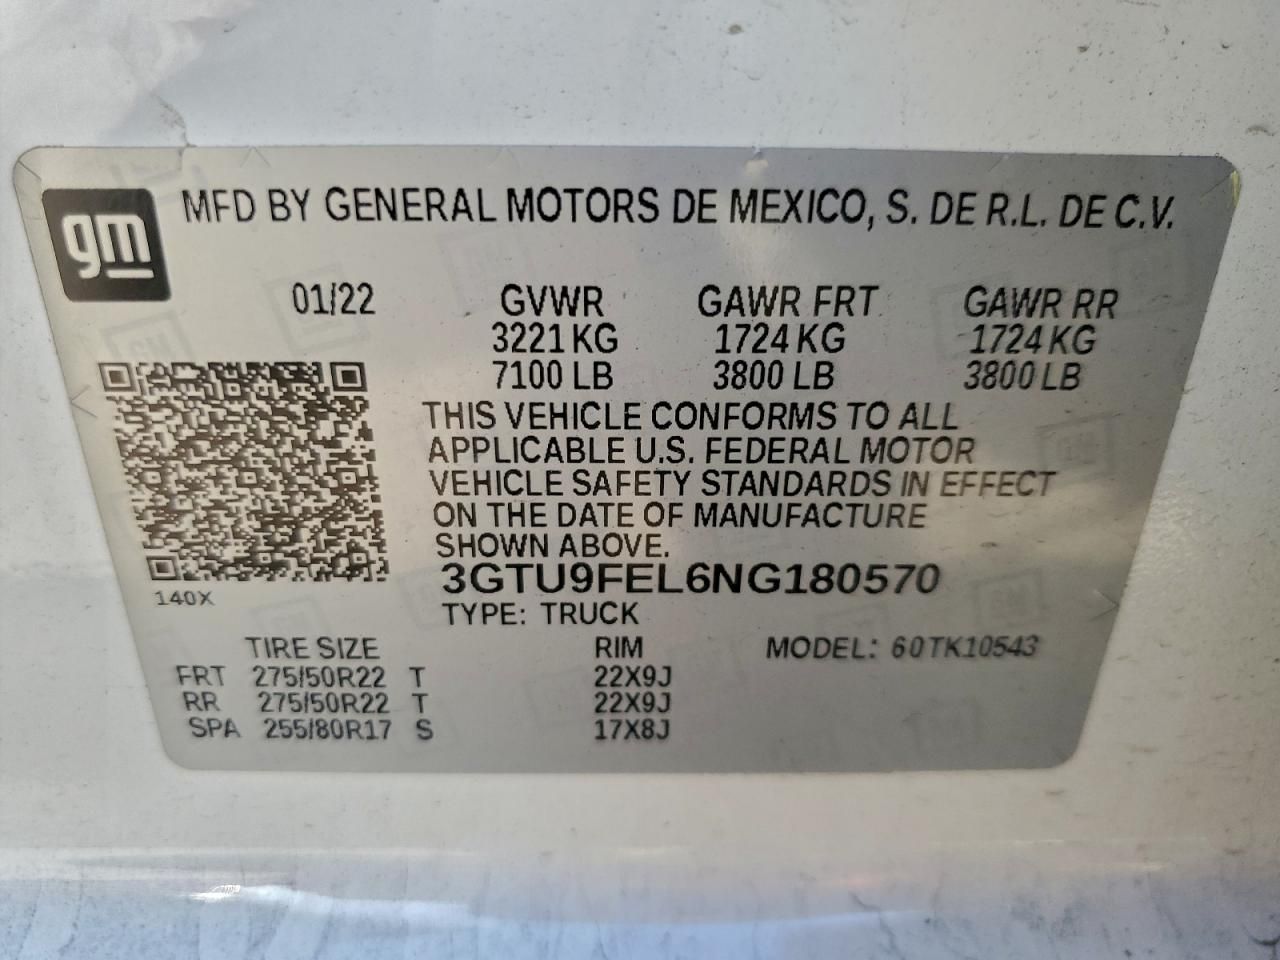 gm
MFD BY GENERAL MOTORS DE MEXICO, S. DE R.L. DE C.V.
01/22 GVWR GAWR FRT GAWR RR
3221 KG 1724 KG 1724 KG
7100 LB 3800 LB 3800 LB
THIS VEHICLE CONFORMS TO ALL
APPLICABLE U.S. FEDERAL MOTOR
VEHICLE SAFETY STANDARDS IN EFFECT
ON THE DATE OF MANUFACTURE
SHOWN ABOVE.
3GTU9FEL6NG180570
140X
TYPE: TRUCK
TIRE SIZE RIM MODEL: 60TK10543
FRT 275/50R22 T 22X9J
RR 275/50R22 T 22X9J
SPA 255/80R17 S 17X8J